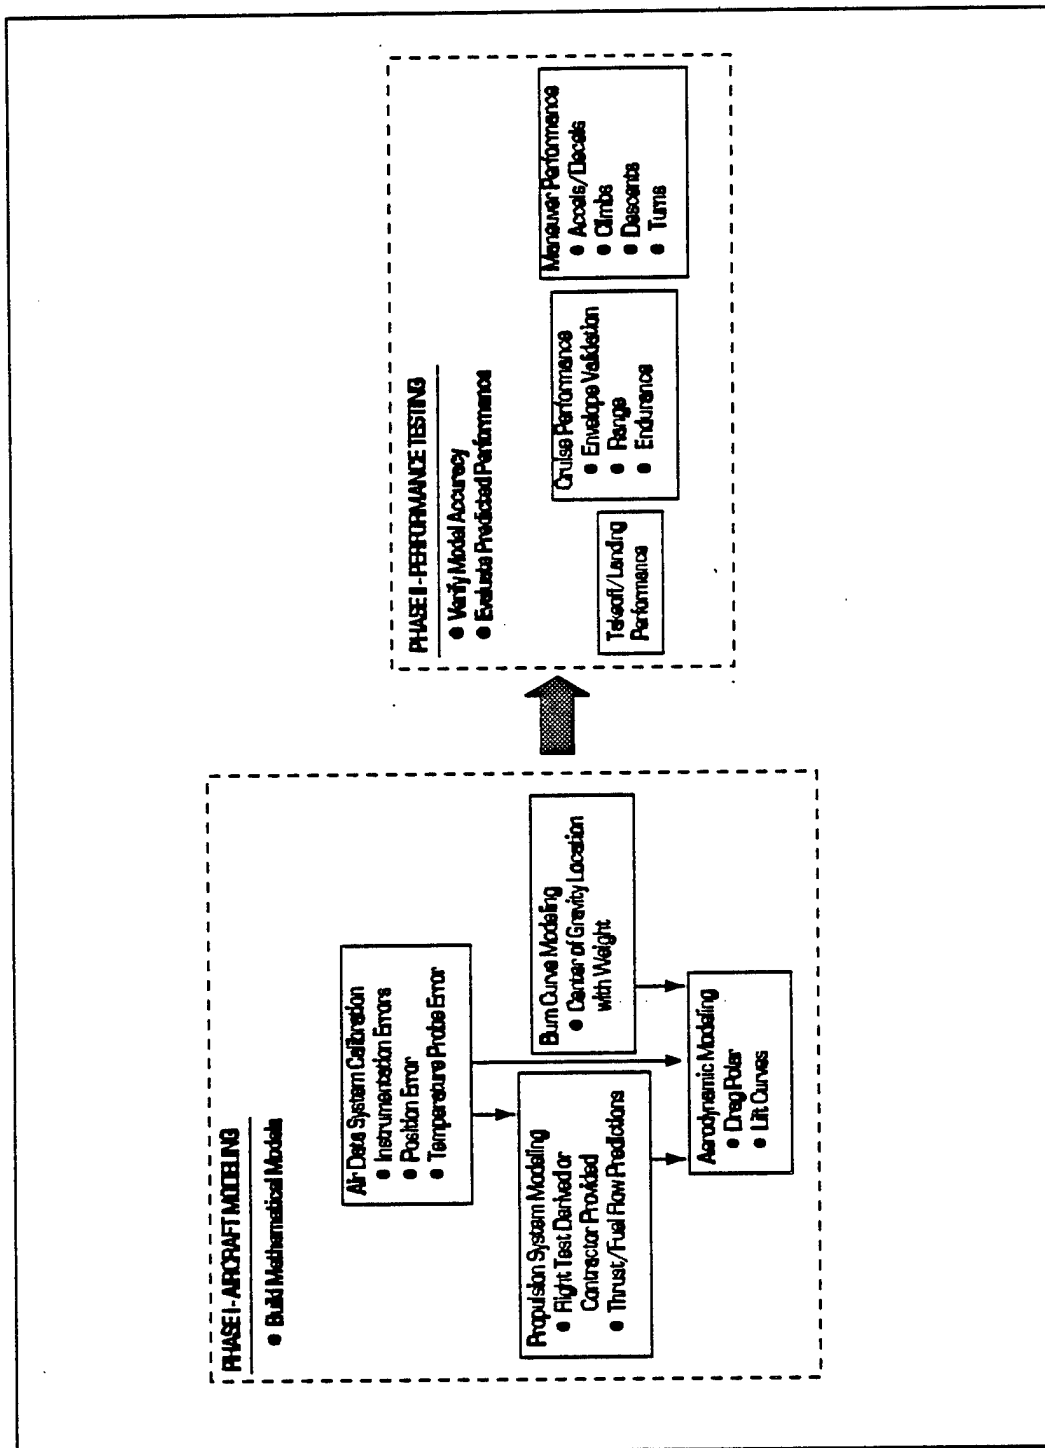 PHASE I - AIRCRAFT MODELING
● Build Mathematical Models
Air Data System Calibration
● Instrumentation Errors
● Position Error
● Temperature Probe Error
Propulsion System Modeling
● Flight Test Derived or
Contractor Provided
● Thrust/Fuel Flow Predictions
Burn Curve Modeling
● Center of Gravity Location
with Weight
Aerodynamic Modeling
● Drag Polar
● Lift Curves
PHASE II - PERFORMANCE TESTING
● Verify Model Accuracy
● Evaluate Predicted Performance
Takeoff/Landing
Performance
Cruise Performance
● Envelope Validation
● Range
● Endurance
Maneuver Performance
● Accels/Decels
● Climbs
● Descents
● Turns